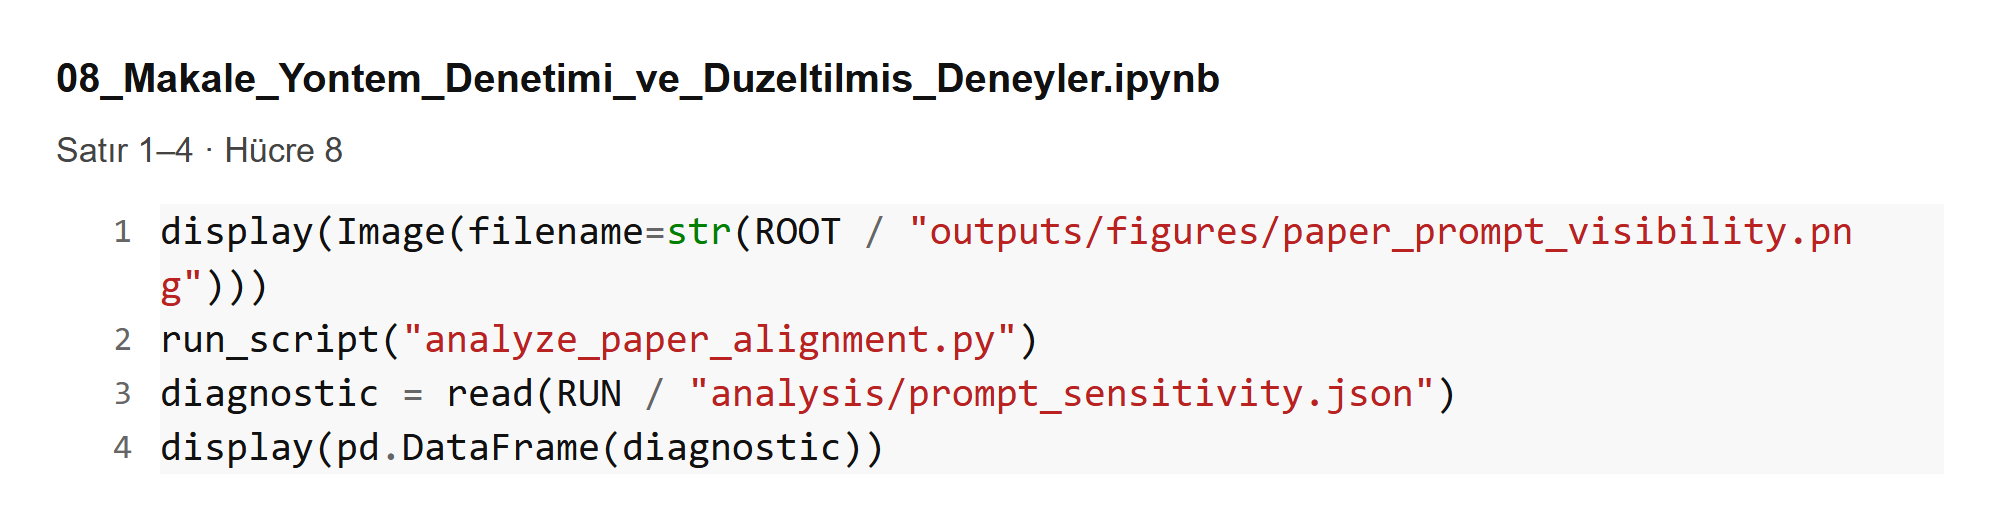 08_Makale_Yontem_Denetimi_ve_Duzeltilmis_Deneyler.ipynb
Satır 1–4 · Hücre 8
1 display(Image(filename=str(ROOT / "outputs/figures/paper_prompt_visibility.pn
g")))
2 run_script("analyze_paper_alignment.py")
3 diagnostic = read(RUN / "analysis/prompt_sensitivity.json")
4 display(pd.DataFrame(diagnostic))